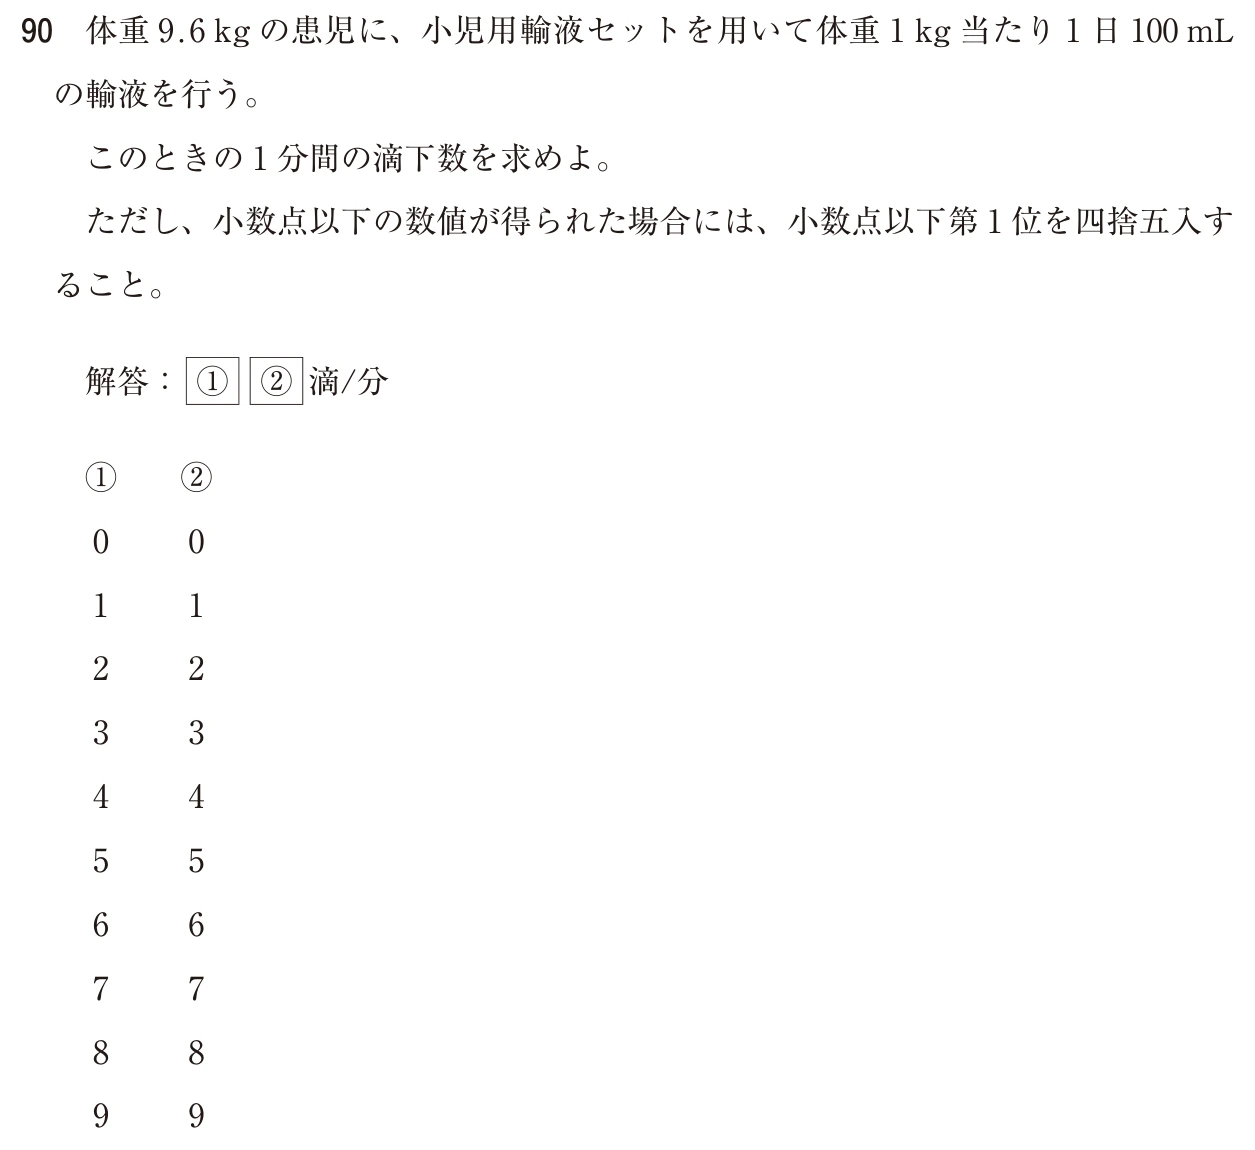 90 体重 9.6 kg の患児に、小児用輸液セットを用いて体重 1 kg 当たり 1 日 100 mL
の輸液を行う。
このときの 1 分間の滴下数を求めよ。
ただし、小数点以下の数値が得られた場合には、小数点以下第 1 位を四捨五入す
ること。
解答：① ② 滴/分
① ②
0 0
1 1
2 2
3 3
4 4
5 5
6 6
7 7
8 8
9 9